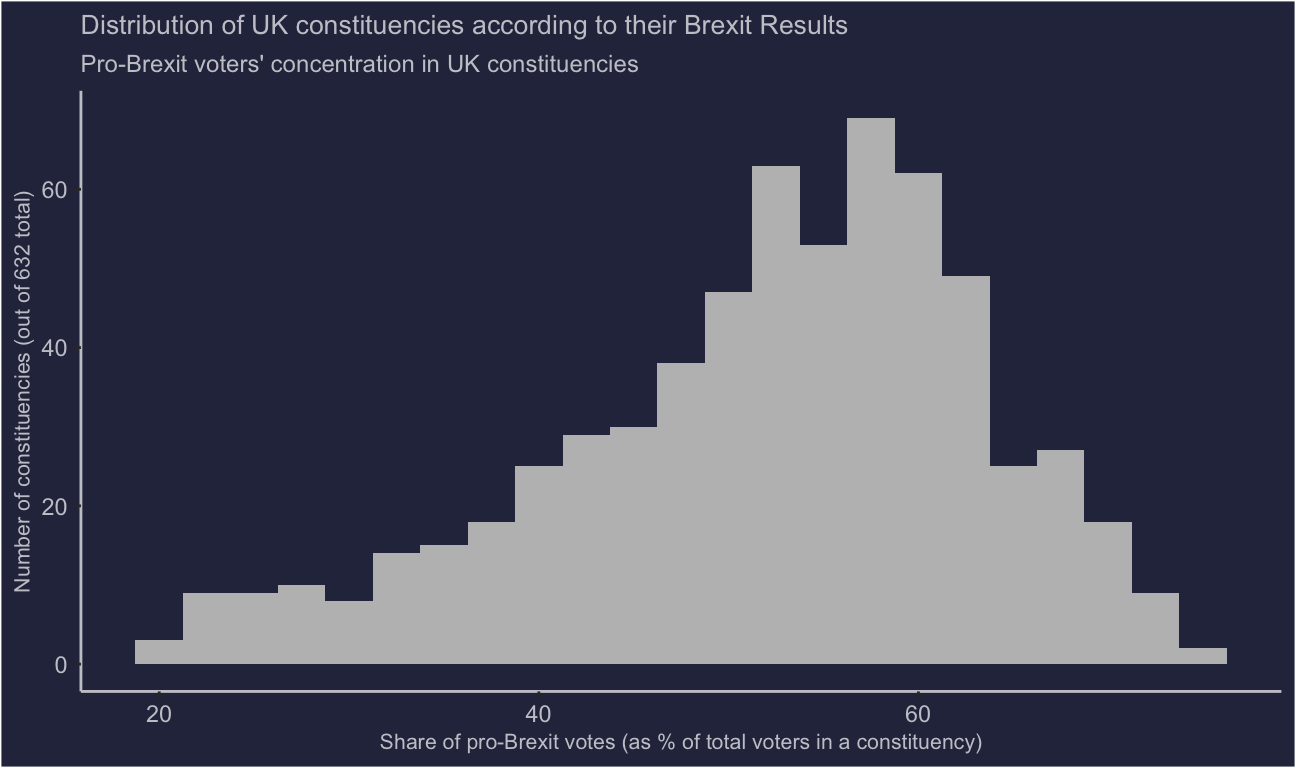 Distribution of UK constituencies according to their Brexit Results
Pro-Brexit voters' concentration in UK constituencies
Number of constituencies (out of 632 total)
60
40
20
0
20
40
60
Share of pro-Brexit votes (as % of total voters in a constituency)